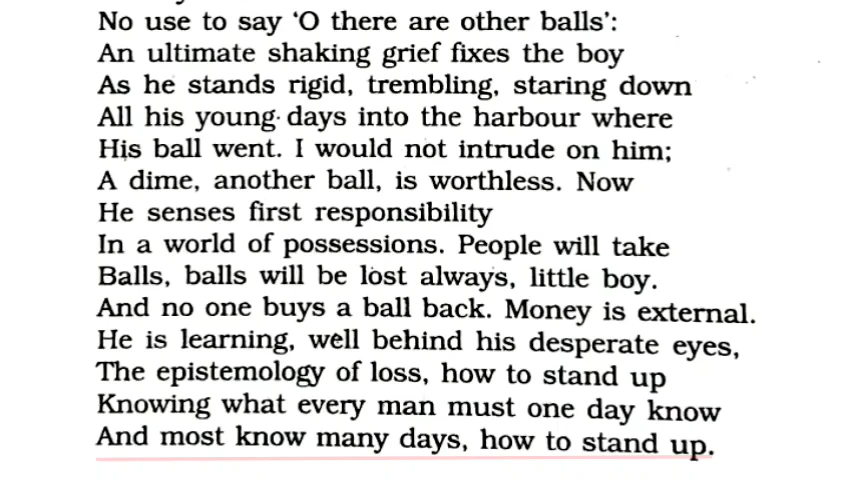 No use to say ‘O there are other balls’:
An ultimate shaking grief fixes the boy
As he stands rigid, trembling, staring down
All his young days into the harbour where
His ball went. I would not intrude on him;
A dime, another ball, is worthless. Now
He senses first responsibility
In a world of possessions. People will take
Balls, balls will be lost always, little boy.
And no one buys a ball back. Money is external.
He is learning, well behind his desperate eyes,
The epistemology of loss, how to stand up
Knowing what every man must one day know
And most know many days, how to stand up.